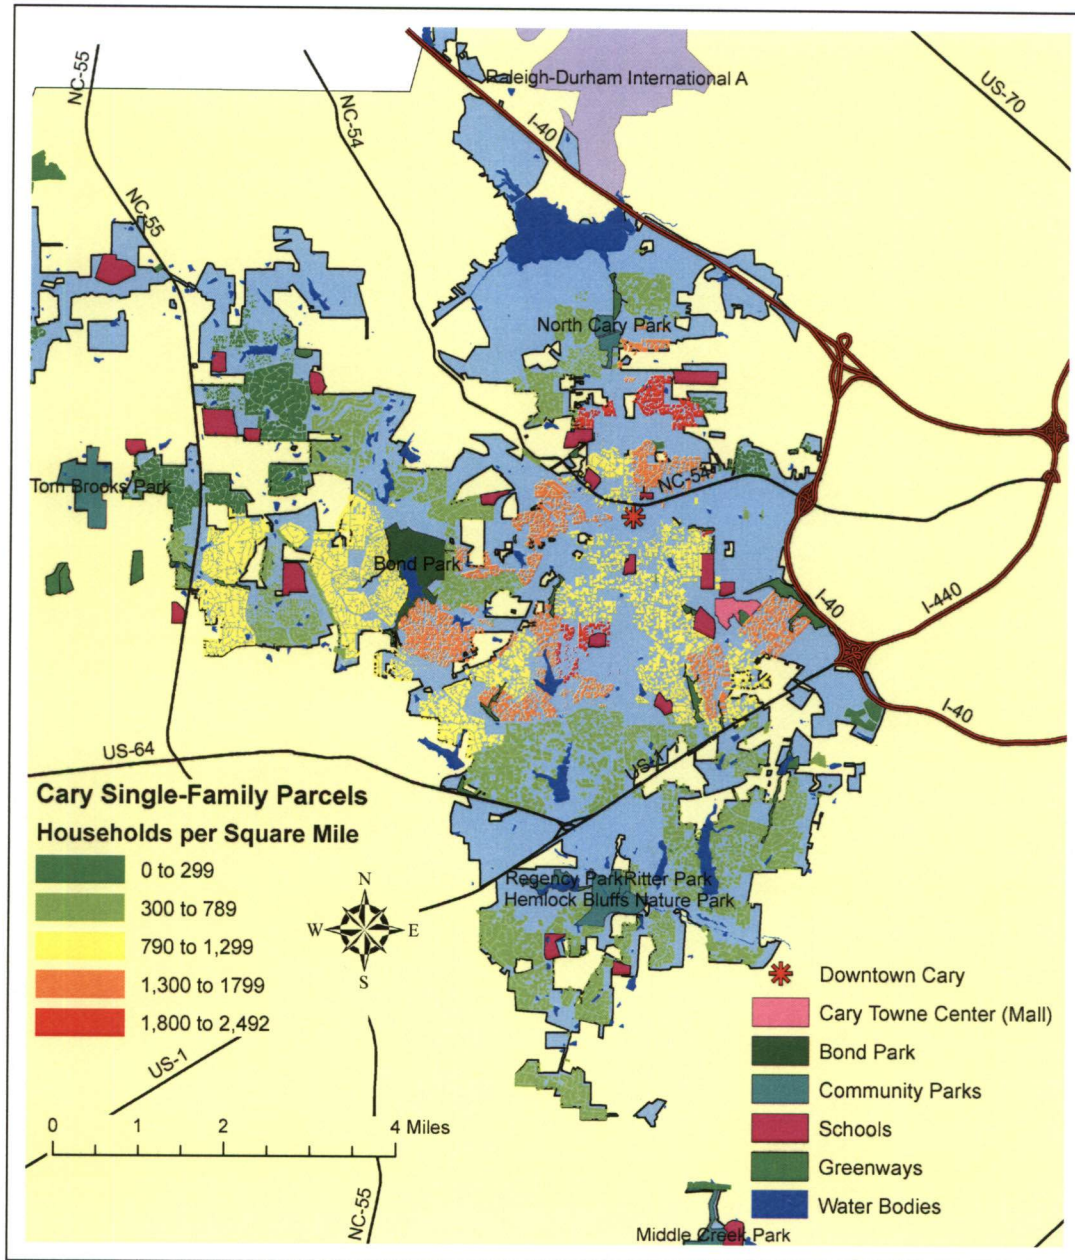 Raleigh-Durham International A
NC-55
NC-54
I-40
US-70
NC-55
North Cary Park
Tom Brooks Park
NC-54
Bond Park
I-40
I-440
I-40
US-64
US-1
Cary Single-Family Parcels
Households per Square Mile
0 to 299
300 to 789
790 to 1,299
1,300 to 1799
1,800 to 2,492
N
W
E
S
Regency Park
Ritter Park
Hemlock Bluffs Nature Park
Downtown Cary
Cary Towne Center (Mall)
Bond Park
Community Parks
Schools
Greenways
Water Bodies
US-1
0 1 2 4 Miles
NC-55
Middle Creek Park